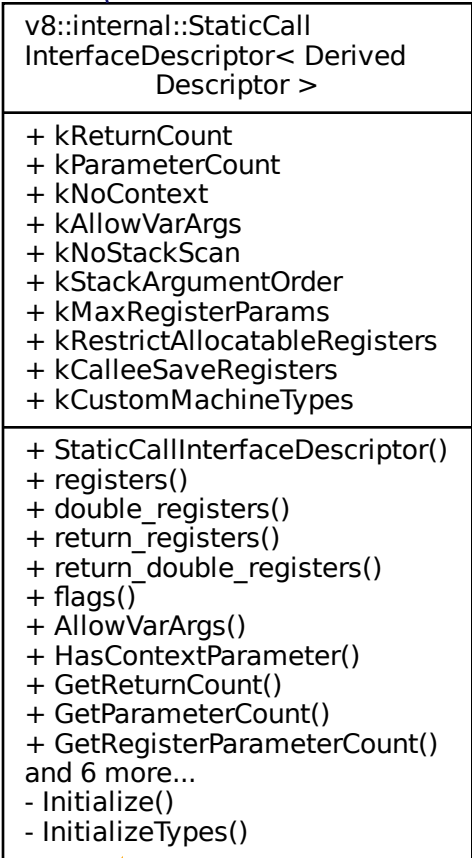 v8::internal::StaticCall
InterfaceDescriptor< Derived
Descriptor >
+ kReturnCount
+ kParameterCount
+ kNoContext
+ kAllowVarArgs
+ kNoStackScan
+ kStackArgumentOrder
+ kMaxRegisterParams
+ kRestrictAllocatableRegisters
+ kCalleeSaveRegisters
+ kCustomMachineTypes
+ StaticCallInterfaceDescriptor()
+ registers()
+ double_registers()
+ return_registers()
+ return_double_registers()
+ flags()
+ AllowVarArgs()
+ HasContextParameter()
+ GetReturnCount()
+ GetParameterCount()
+ GetRegisterParameterCount()
and 6 more...
- Initialize()
- InitializeTypes()